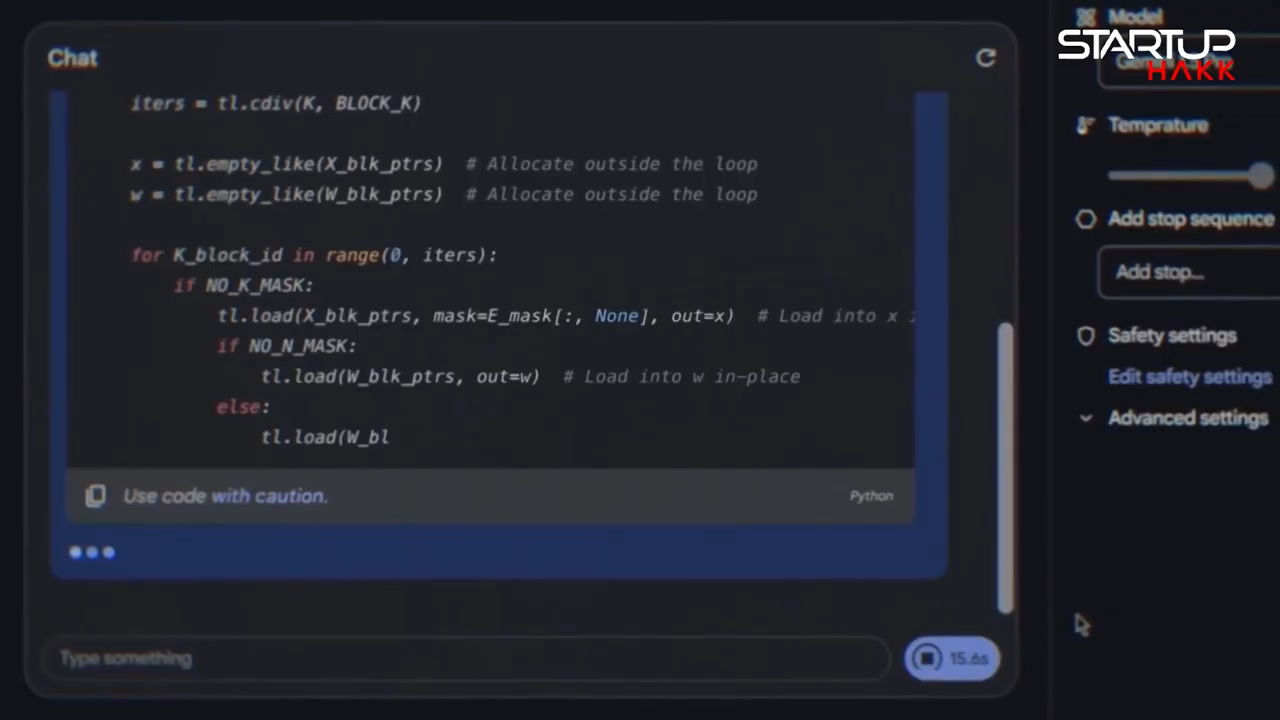 Chat
iters = tl.cdiv(K, BLOCK_K)
x = tl.empty_like(X_blk_ptrs)  # Allocate outside the loop
w = tl.empty_like(W_blk_ptrs)  # Allocate outside the loop
for K_block_id in range(0, iters):
if NO_K_MASK:
tl.load(X_blk_ptrs, mask=E_mask[:, None], out=x)  # Load into x
if NO_N_MASK:
tl.load(W_blk_ptrs, out=w)  # Load into w in-place
else:
tl.load(W_bl
Use code with caution.
Python
Type something
15.6s
Model
STARTUP
HAKK
Temprature
Add stop sequence
Add stop...
Safety settings
Edit safety settings
Advanced settings